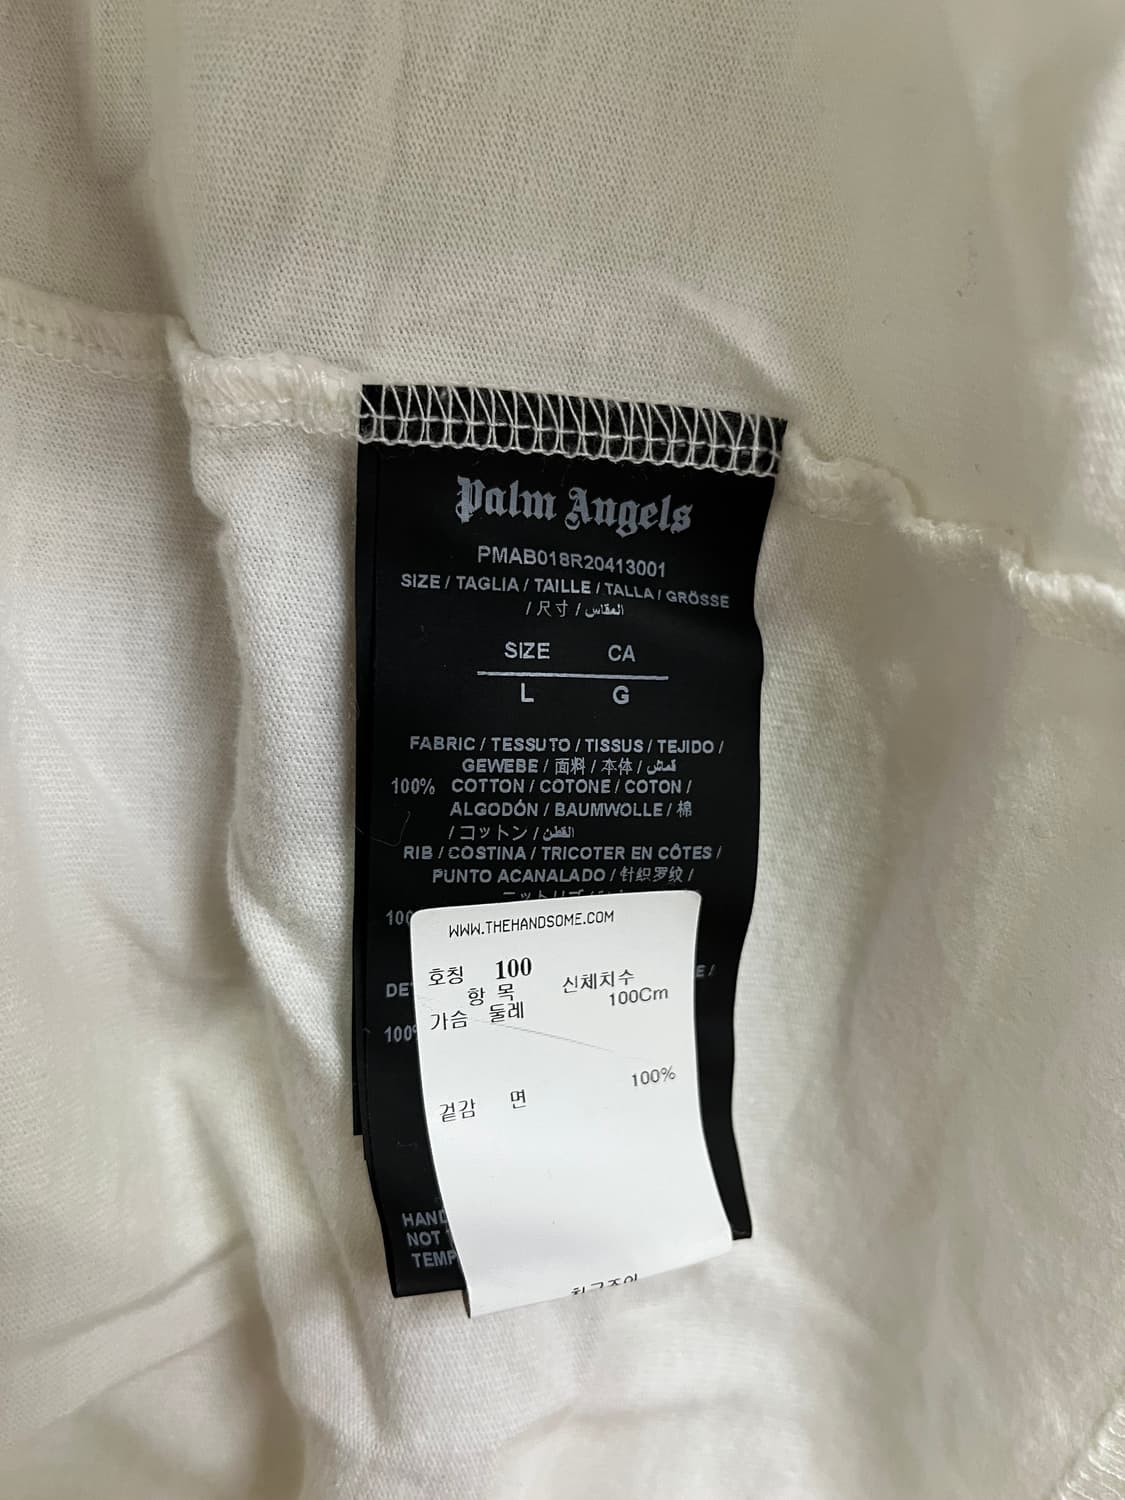 Palm Angels
PMAB018R20413001
SIZE / TAGLIA / TAILLE / TALLA / GRÖSSE
/ 尺寸 / المقاس
SIZE CA
L G
FABRIC / TESSUTO / TISSUS / TEJIDO /
GEWEBE / 面料 / 本体 / قماش
100% COTTON / COTONE / COTON /
ALGODÓN / BAUMWOLLE / 棉
/ コットン / القطن
RIB / COSTINA / TRICOTER EN CÔTES /
PUNTO ACANALADO / 针织罗纹 /
WWW.THEHANDSOME.COM
호칭 100
항 목 신체치수
가슴 둘레 100Cm
100%
겉감 면
HAND
NOT
TEMP